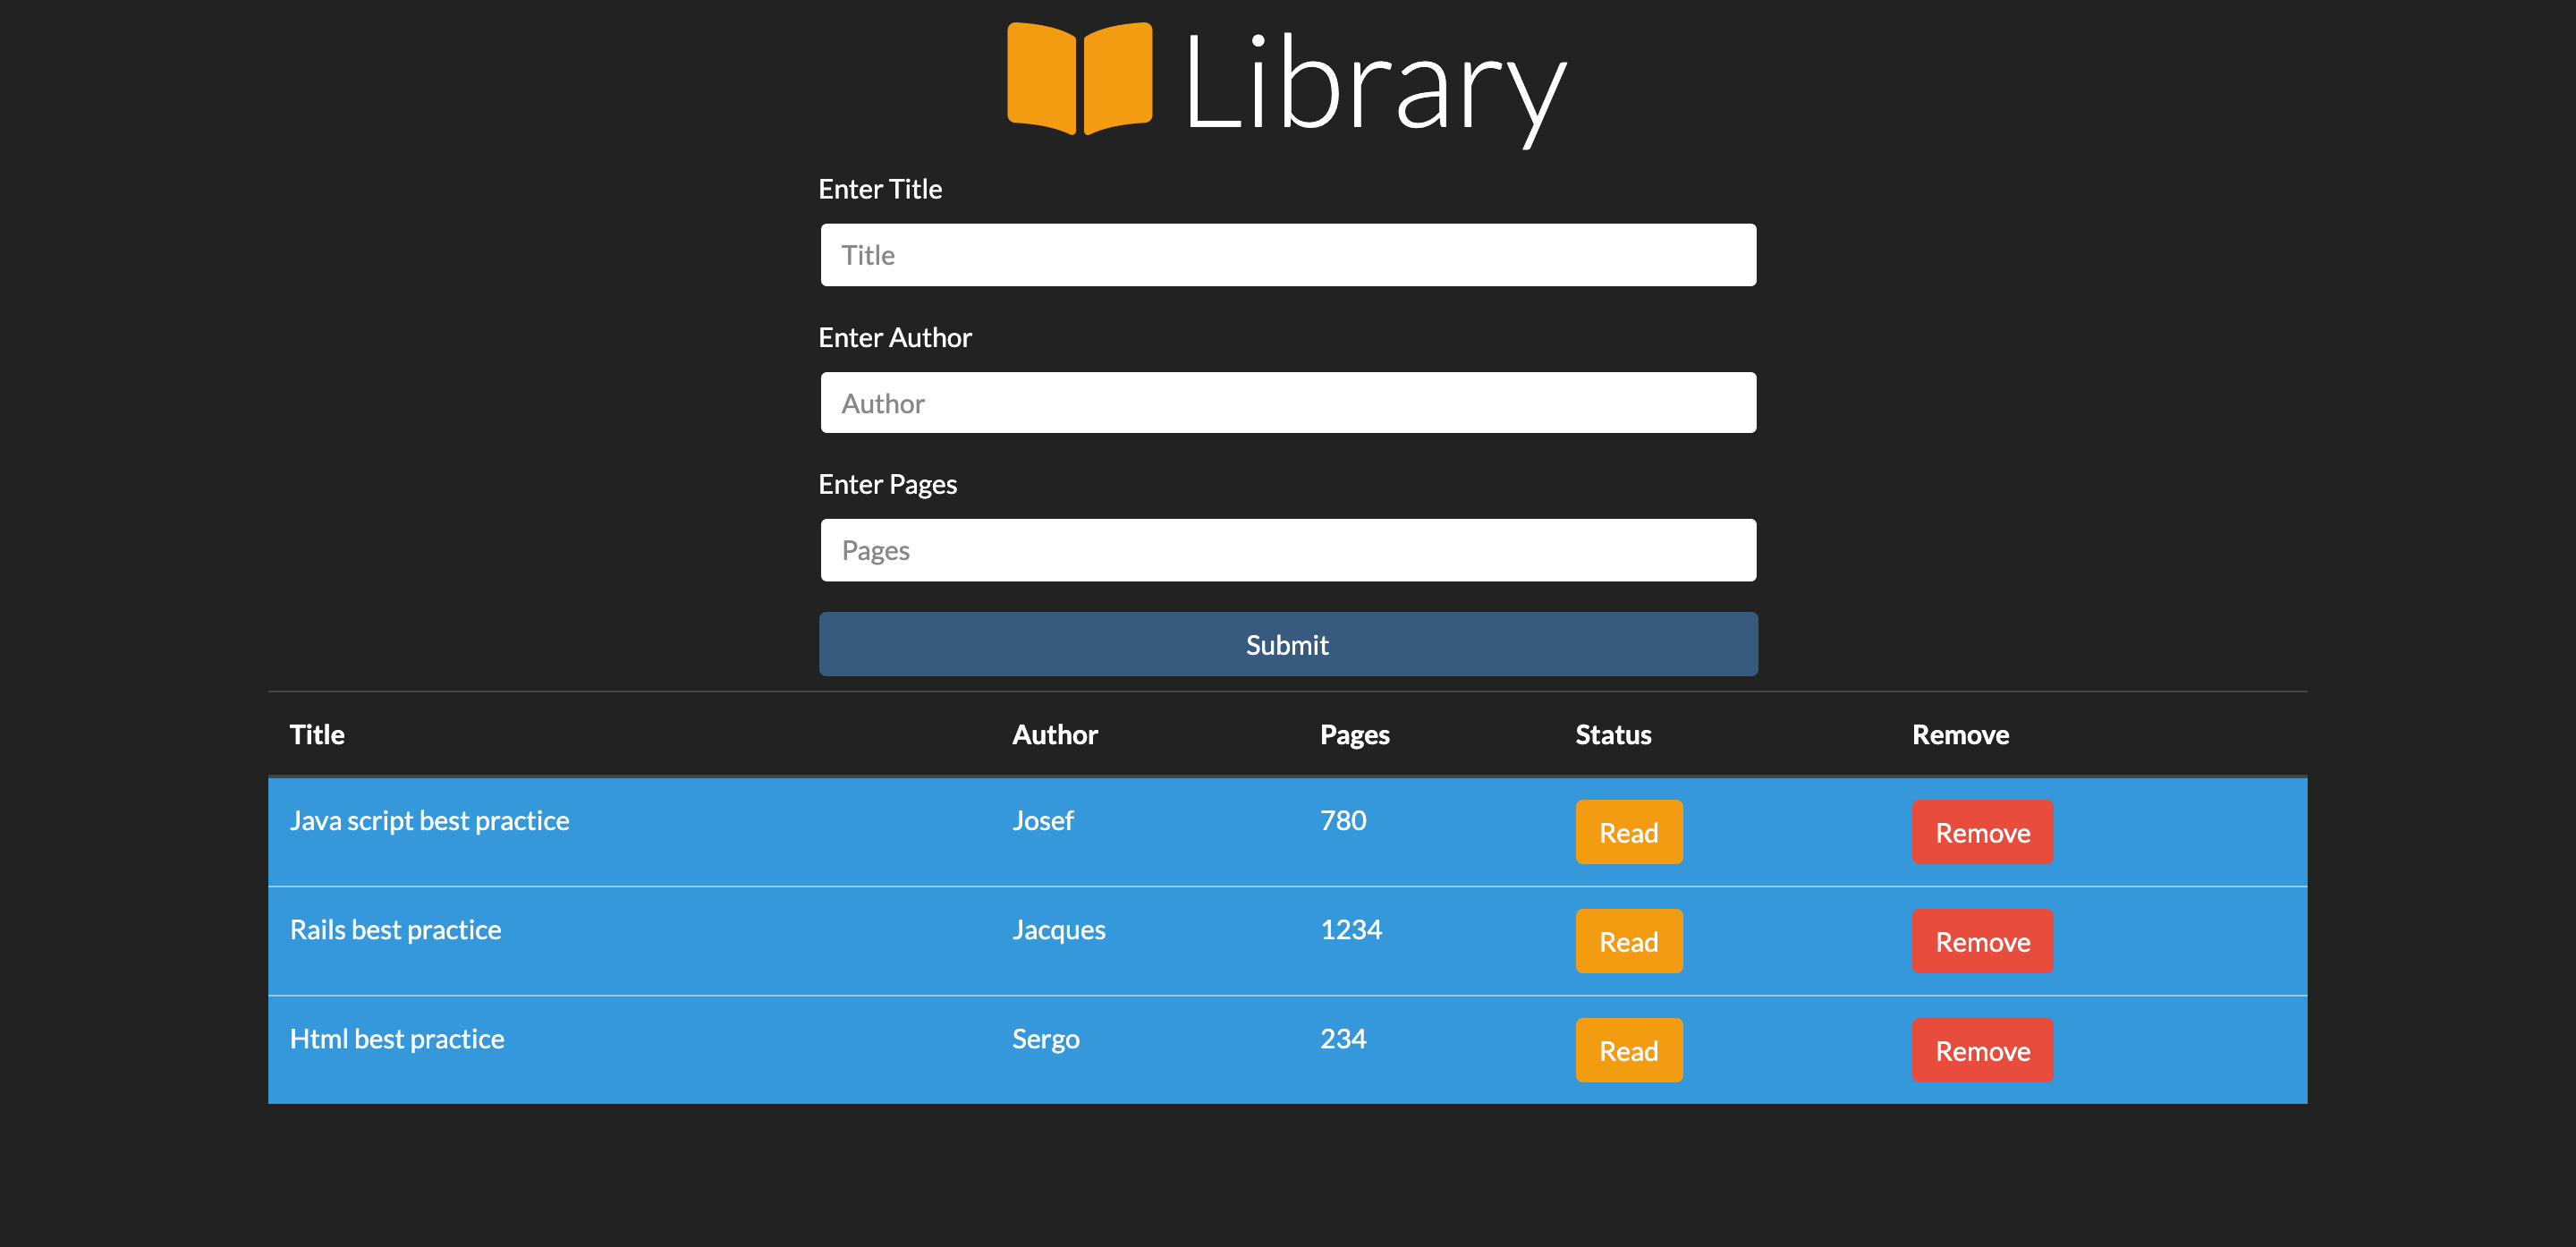 Library
Enter Title
Title
Enter Author
Author
Enter Pages
Pages
Submit
Title Author Pages Status Remove
Java script best practice Josef 780 Read Remove
Rails best practice Jacques 1234 Read Remove
Html best practice Sergo 234 Read Remove